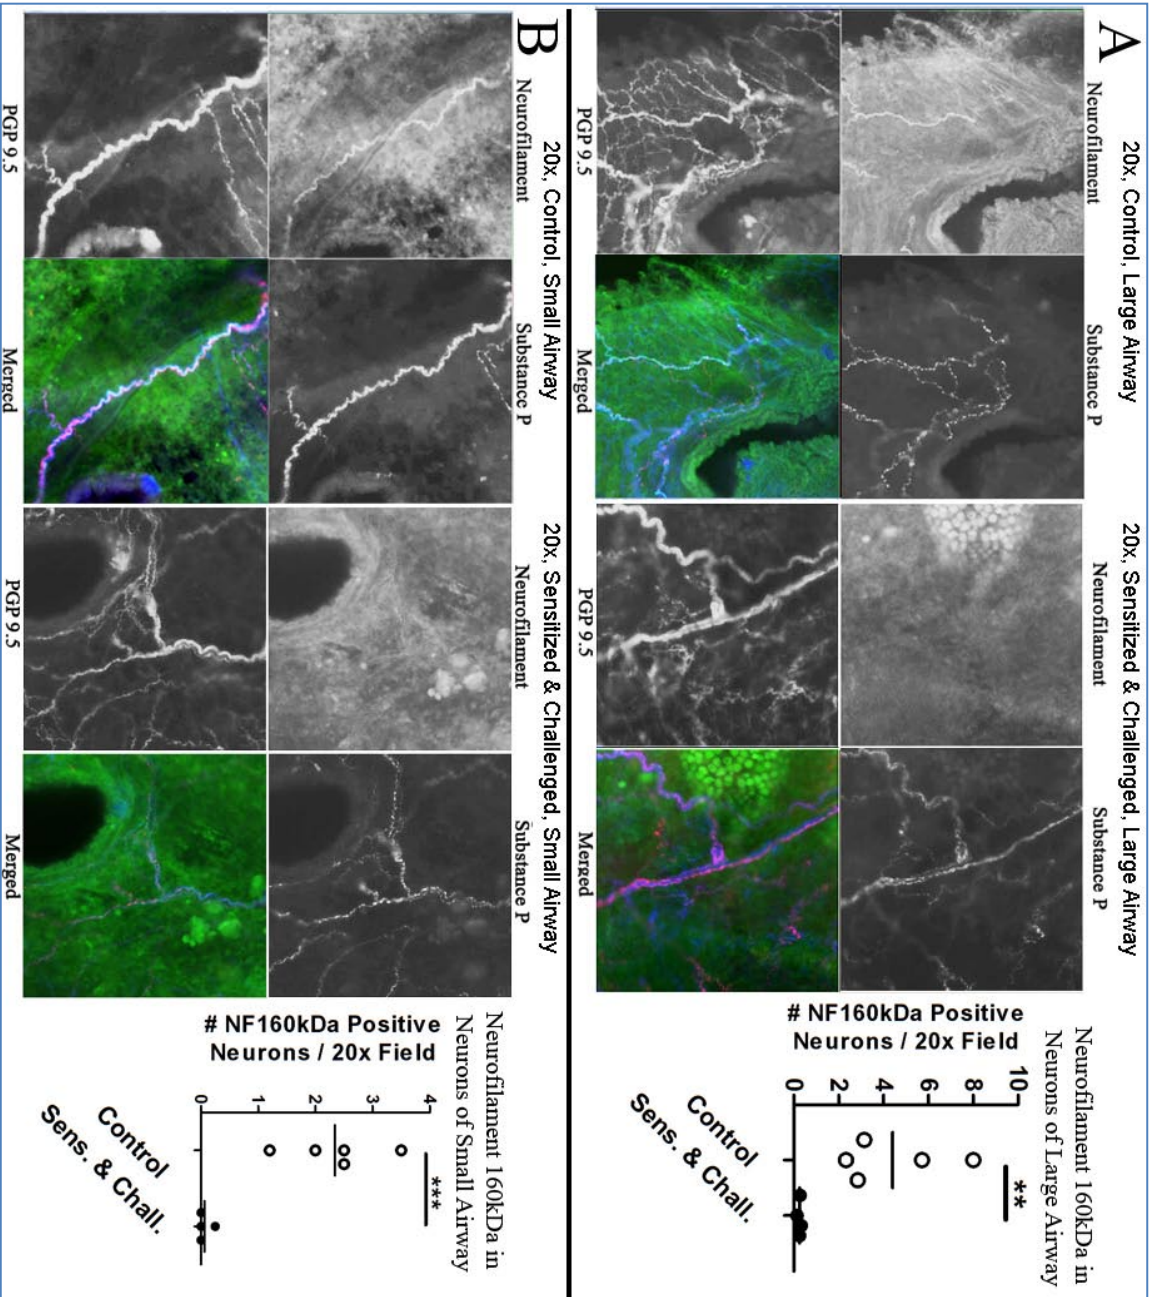 A
20x, Control, Large Airway
20x, Sensitized & Challenged, Large Airway
Neurofilament
Substance P
Neurofilament
Substance P
PGP 9.5
Merged
PGP 9.5
Merged
Neurofilament 160kDa in
Neurons of Large Airway
# NF160kDa Positive
Neurons / 20x Field
10
8
6
4
2
0
**
Control
Sens. & Chall.
B
20x, Control, Small Airway
20x, Sensitized & Challenged, Small Airway
Neurofilament
Substance P
Neurofilament
Substance P
PGP 9.5
Merged
PGP 9.5
Merged
Neurofilament 160kDa in
Neurons of Small Airway
# NF160kDa Positive
Neurons / 20x Field
4
3
2
1
0
***
Control
Sens. & Chall.